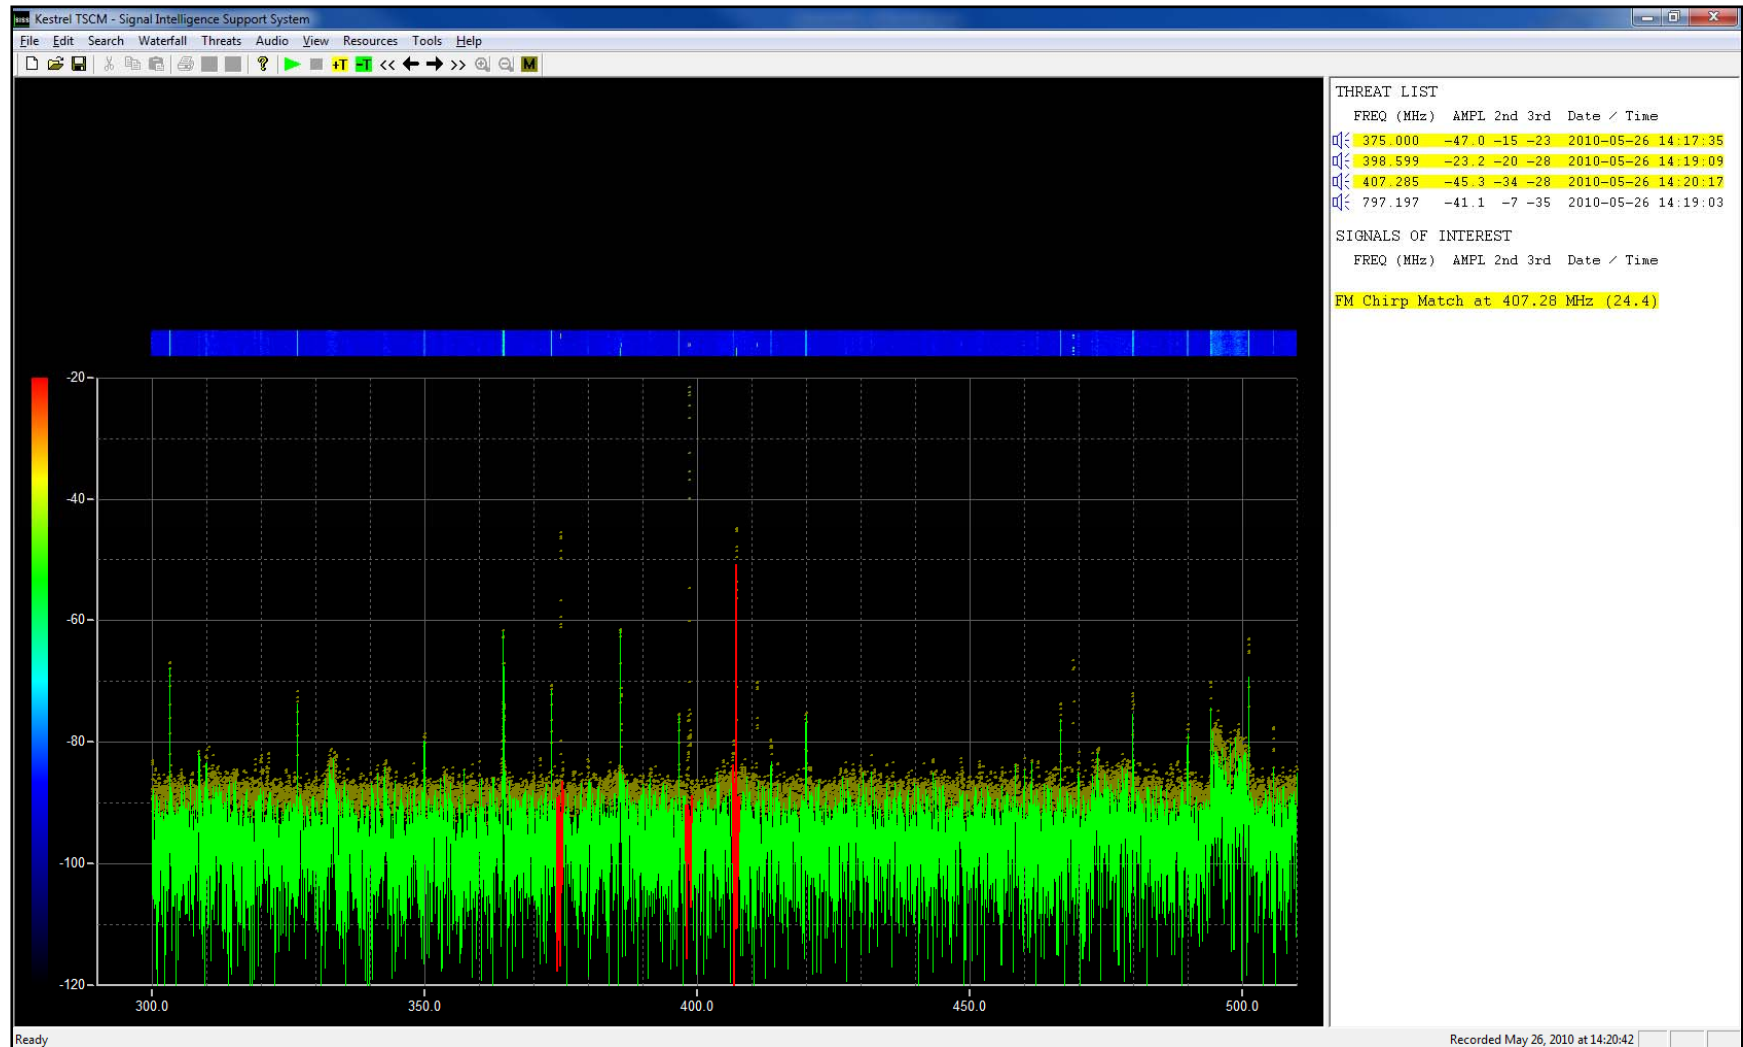 Kestrel TSCM - Signal Intelligence Support System
File Edit Search Waterfall Threats Audio View Resources Tools Help
+T -T << >> M
THREAT LIST
FREQ (MHz) AMPL 2nd 3rd Date / Time
375.000 -47.0 -15 -23 2010-05-26 14:17:35
398.599 -23.2 -20 -28 2010-05-26 14:19:09
407.285 -45.3 -34 -28 2010-05-26 14:20:17
797.197 -41.1 -7 -35 2010-05-26 14:19:03
SIGNALS OF INTEREST
FREQ (MHz) AMPL 2nd 3rd Date / Time
FM Chirp Match at 407.28 MHz (24.4)
-20
-40
-60
-80
-100
-120
300.0 350.0 400.0 450.0 500.0
Ready Recorded May 26, 2010 at 14:20:42